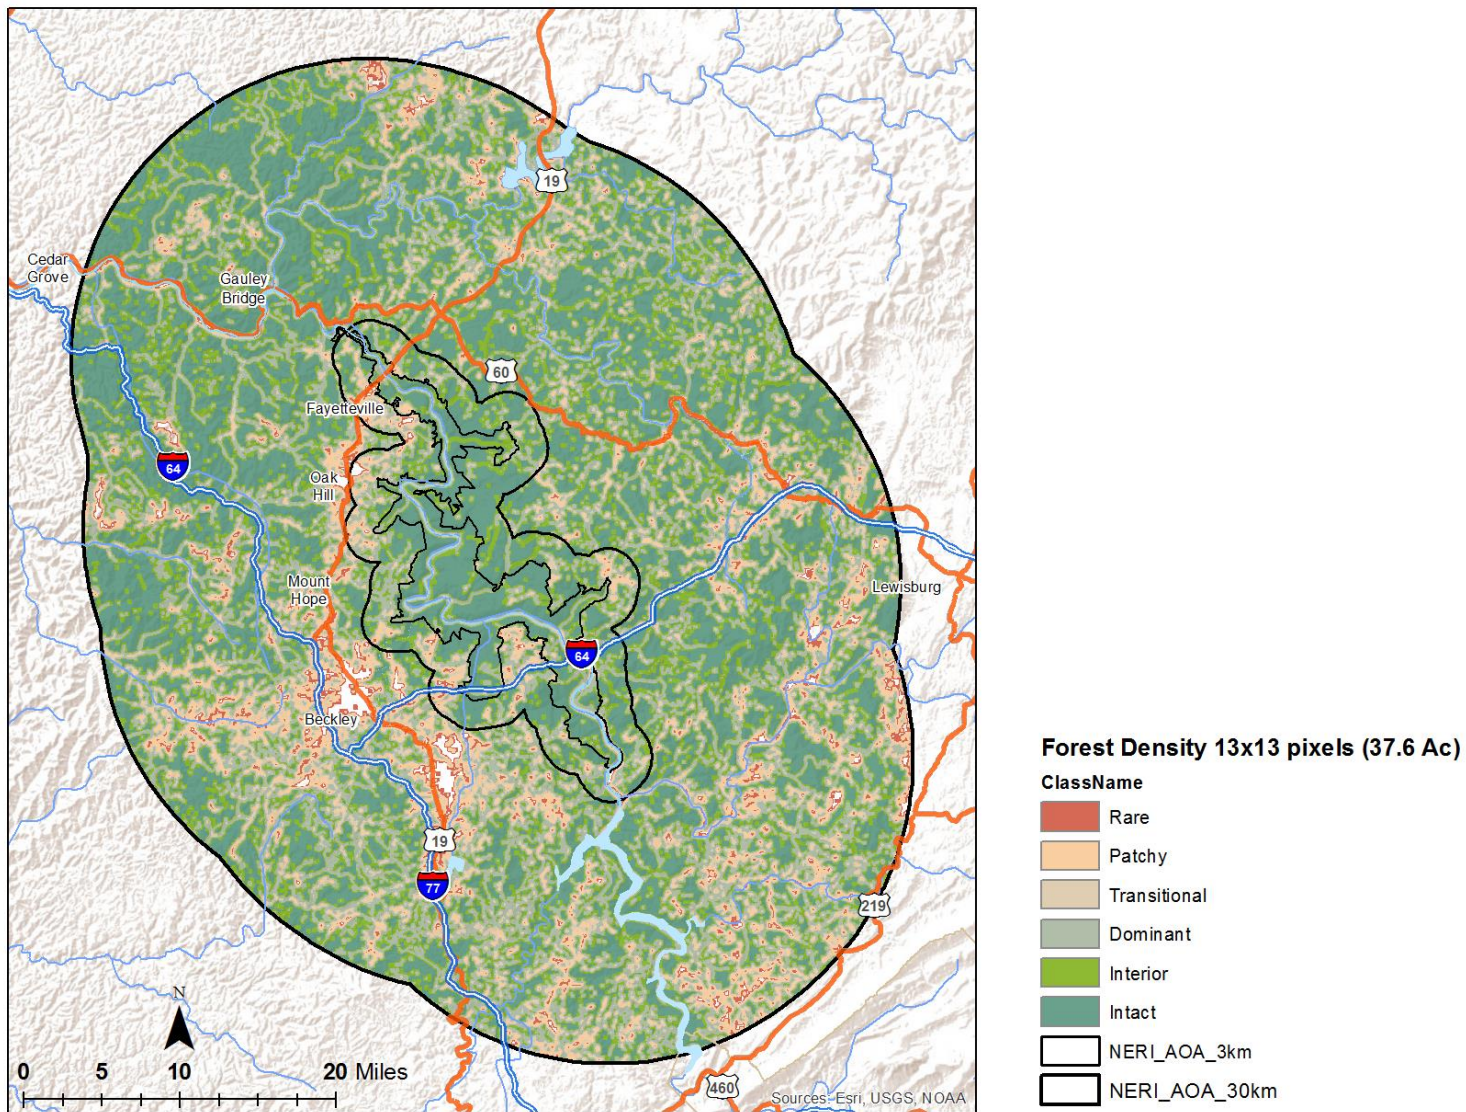 19
Cedar
Grove
Gauley
Bridge
60
Fayetteville
64
Oak
Hill
Mount
Hope
Lewisburg
64
Beckley
19
77
219
N
0 5 10 20 Miles
460
Sources: Esri, USGS, NOAA
Forest Density 13x13 pixels (37.6 Ac)
ClassName
Rare
Patchy
Transitional
Dominant
Interior
Intact
NERI_AOA_3km
NERI_AOA_30km